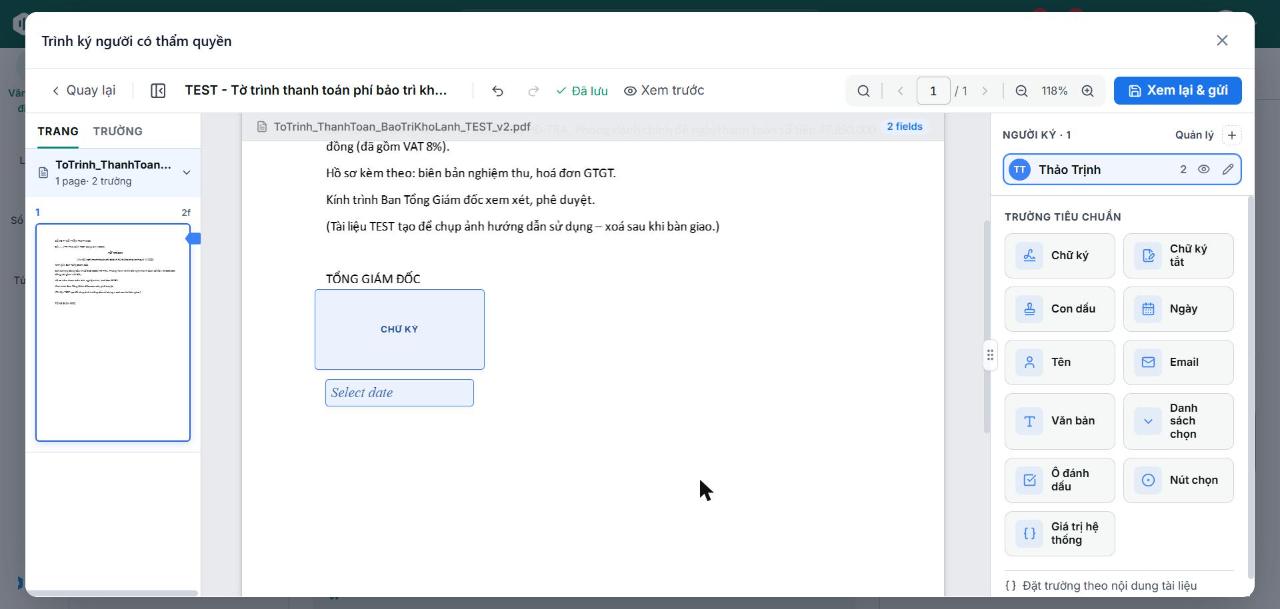 Trình ký người có thẩm quyền
Quay lại
TEST - Tờ trình thanh toán phí bảo trì kh...
Đã lưu
Xem trước
1 / 1
118%
Xem lại & gửi
TRANG
TRƯỜNG
ToTrinh_ThanhToan...
1 page· 2 trường
1
2f
ToTrinh_ThanhToan_BaoTriKhoLanh_TEST_v2.pdf
2 fields
đồng (đã gồm VAT 8%).
Hồ sơ kèm theo: biên bản nghiệm thu, hoá đơn GTGT.
Kính trình Ban Tổng Giám đốc xem xét, phê duyệt.
(Tài liệu TEST tạo để chụp ảnh hướng dẫn sử dụng – xoá sau khi bàn giao.)
TỔNG GIÁM ĐỐC
CHỮ KÝ
Select date
NGƯỜI KÝ · 1
Quản lý
TT
Thảo Trịnh
2
TRƯỜNG TIÊU CHUẨN
Chữ ký
Chữ ký
tắt
Con dấu
Ngày
Tên
Email
Văn bản
Danh
sách
chọn
Ô đánh
dấu
Nút chọn
Giá trị hệ
thống
Đặt trường theo nội dung tài liệu